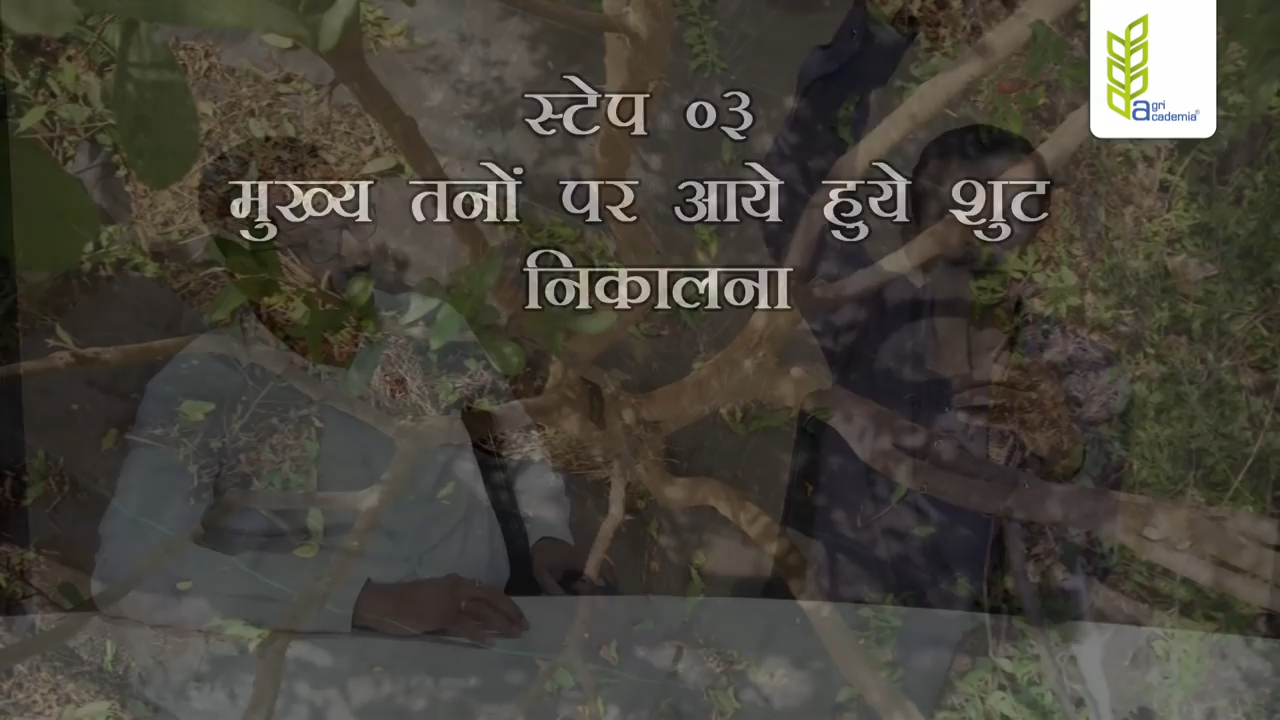 स्टेप ०३
मुख्य तनों पर आये हुये शुट
निकालना
agri
academia®